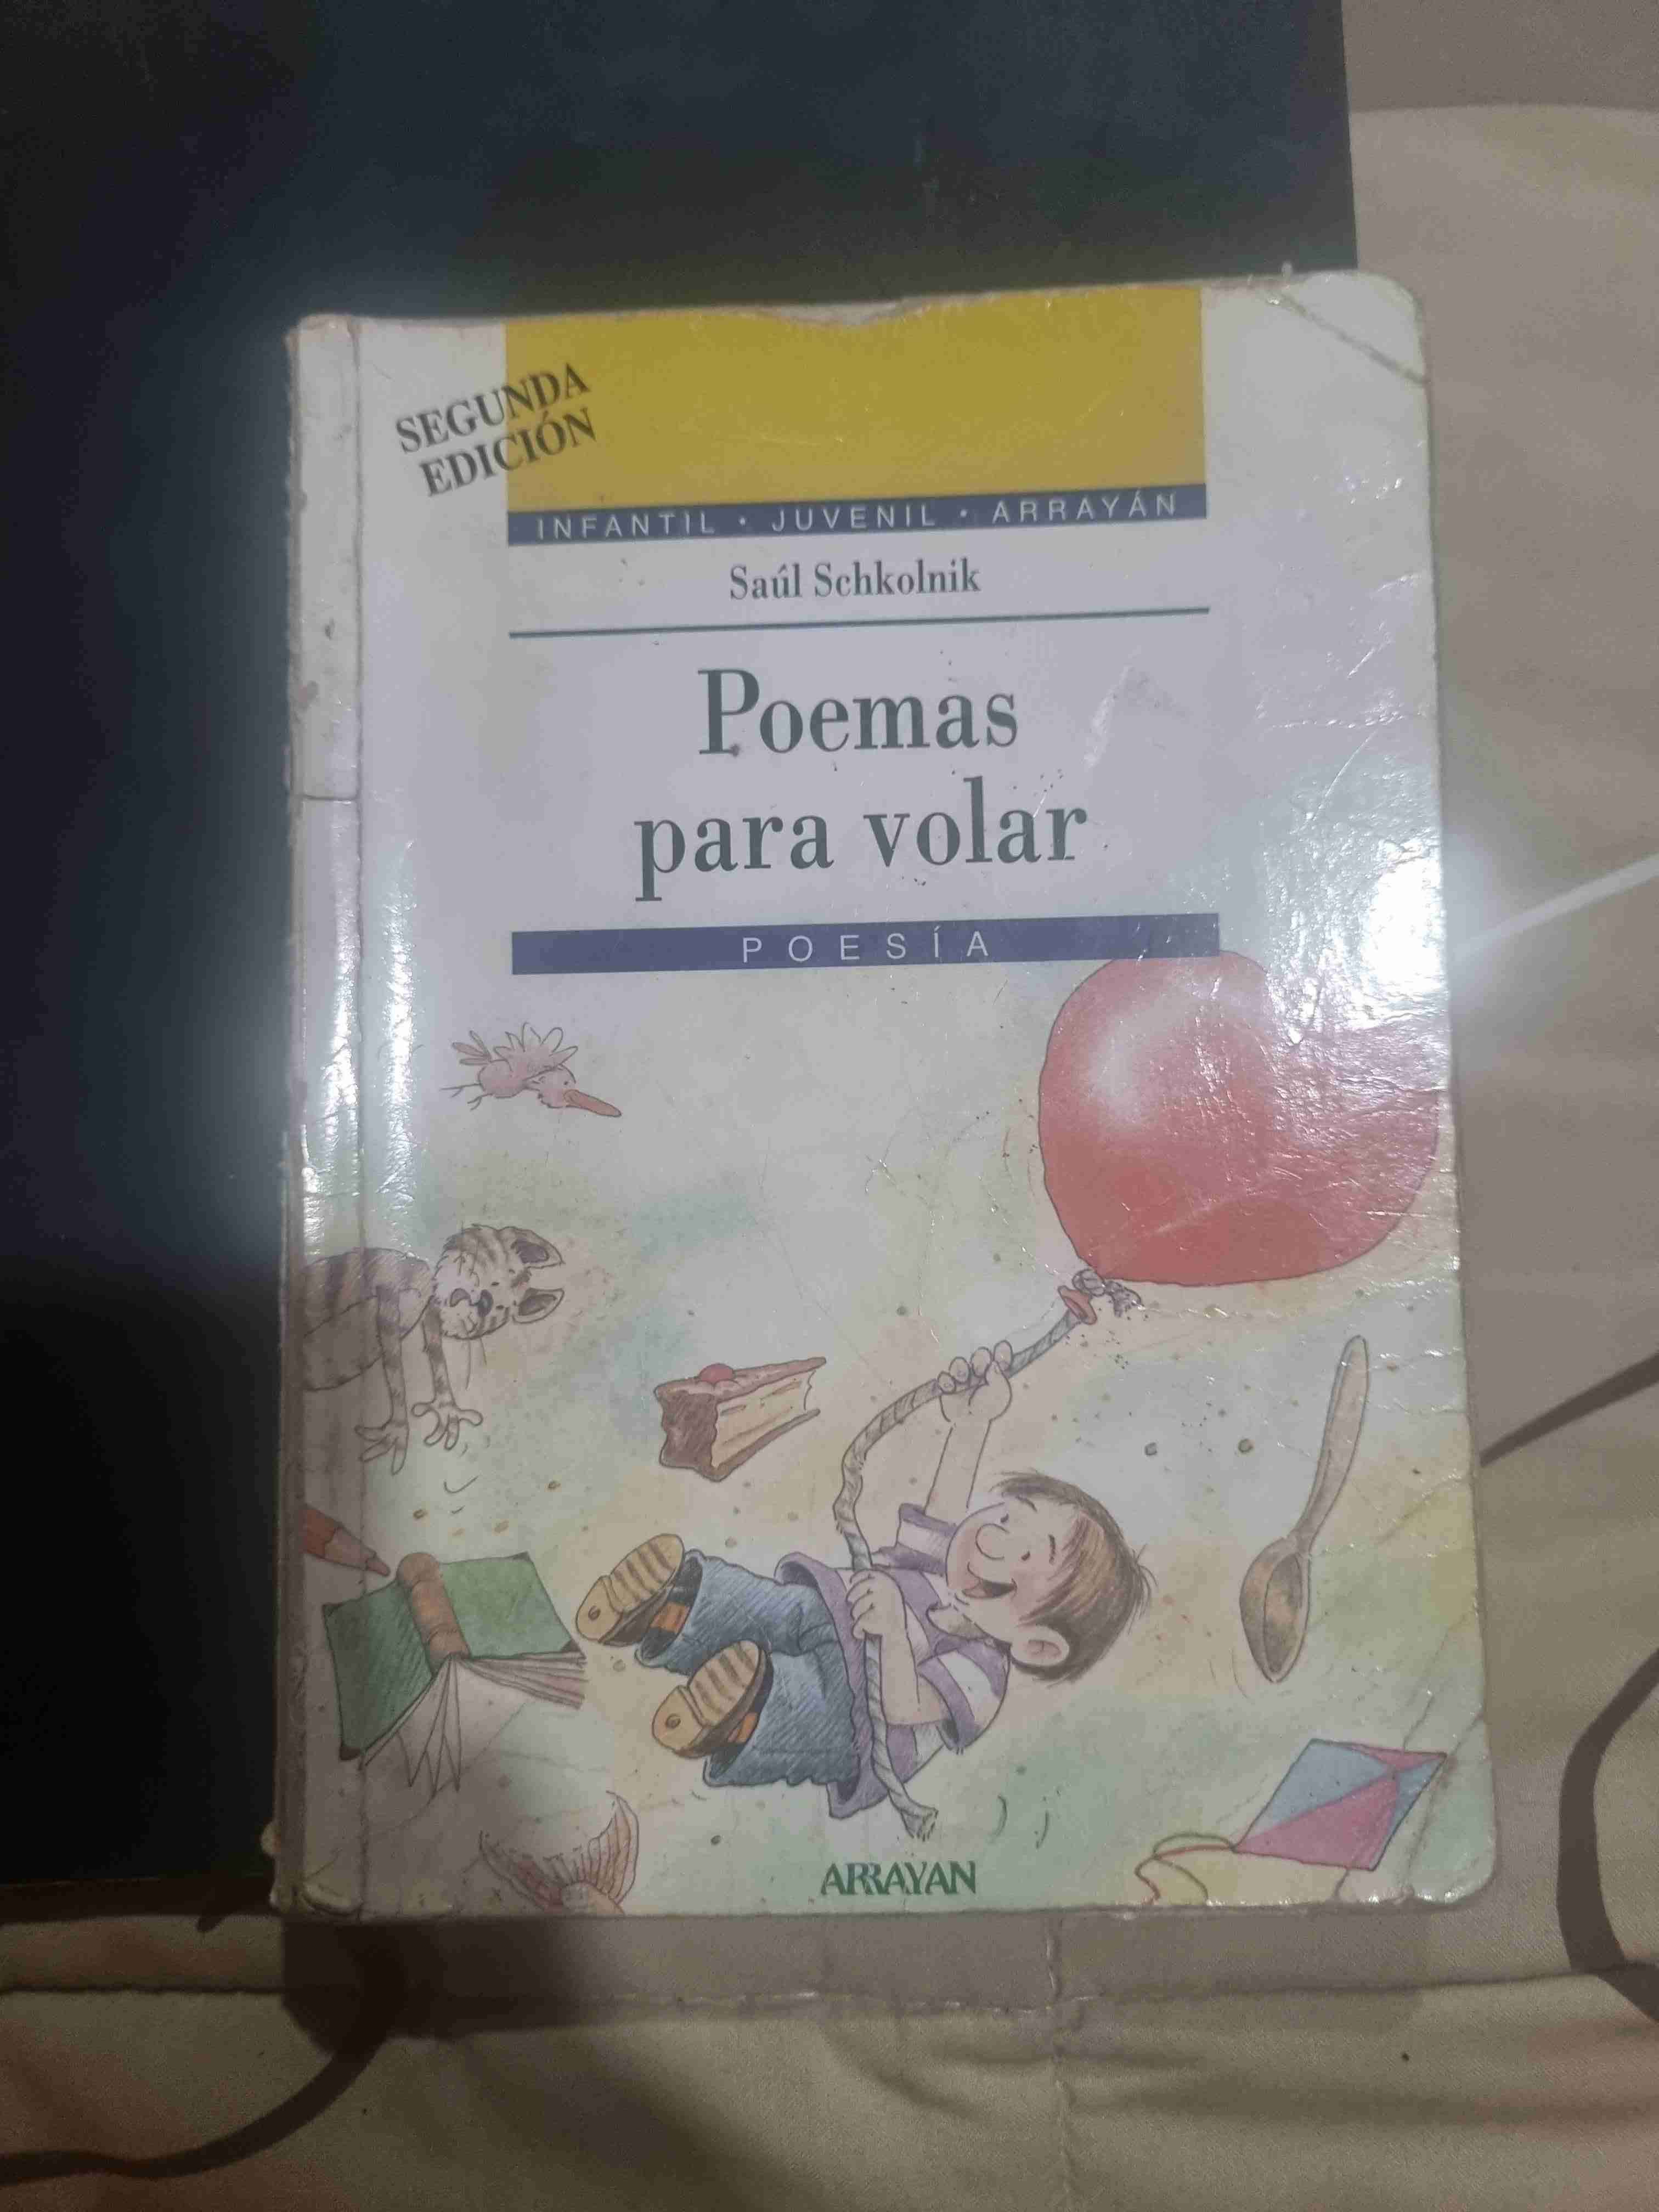 SEGUNDA
EDICIÓN
INFANTIL • JUVENIL • ARRAYÁN
Saúl Schkolnik
Poemas
para volar
POESÍA
ARRAYAN